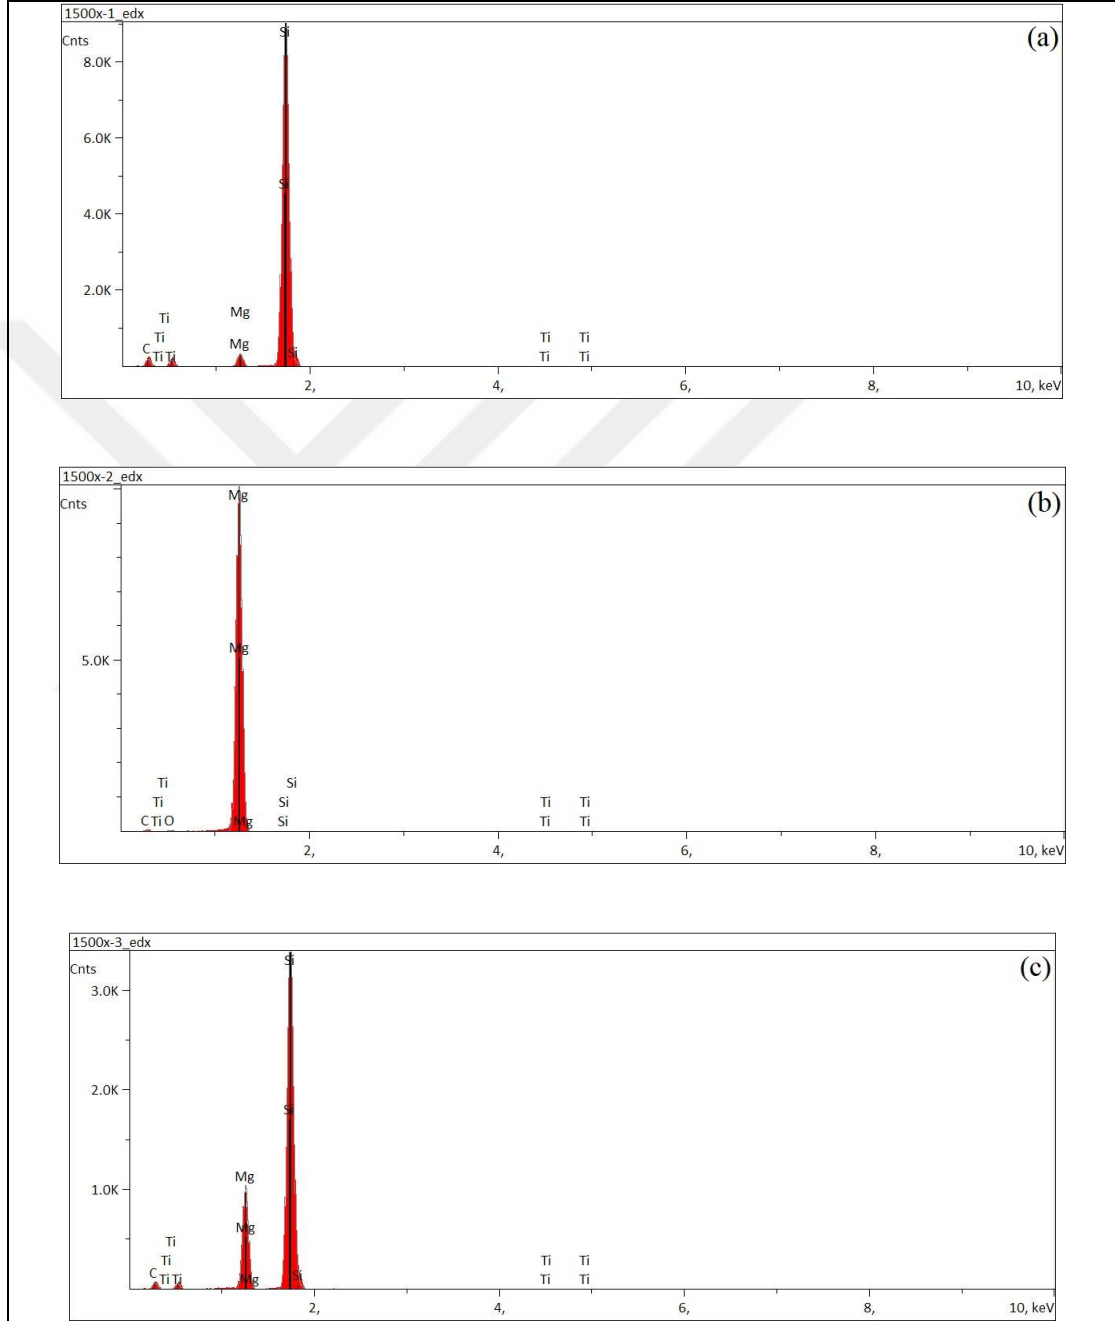 1500x-1_edx
Cnts
(a)
Si
8.0K
6.0K
Si
4.0K
2.0K
Ti Mg
Ti Ti Ti
C Mg Si
Ti Ti Ti Ti
2, 4, 6, 8, 10, keV
1500x-2_edx
Cnts
(b)
Mg
Mg
5.0K
Ti Si
Ti Si Ti Ti
C Ti O Mg Si Ti Ti
2, 4, 6, 8, 10, keV
1500x-3_edx
Cnts
(c)
Si
3.0K
2.0K
Si
Mg
1.0K
Mg
Ti
Ti Ti Ti
C Si
Ti Ti Mg Ti Ti
2, 4, 6, 8, 10, keV